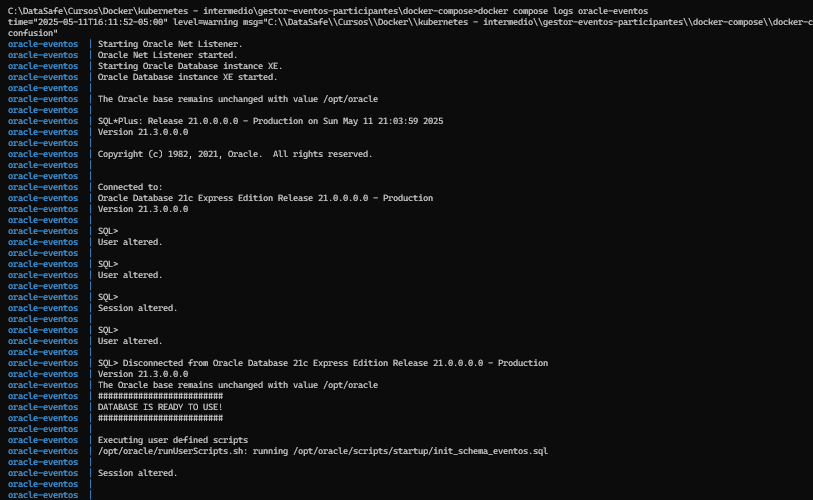 C:\DataSafe\Cursos\Docker\kubernetes - intermedio\gestor-eventos-participantes\docker-compose>docker compose logs oracle-eventos
time="2025-05-11T16:11:52-05:00" level=warning msg="C:\\DataSafe\\Cursos\\Docker\\kubernetes - intermedio\\gestor-eventos-participantes\\docker-compose\\docker-c
confusion"
oracle-eventos | Starting Oracle Net Listener.
oracle-eventos | Oracle Net Listener started.
oracle-eventos | Starting Oracle Database instance XE.
oracle-eventos | Oracle Database instance XE started.
oracle-eventos |
oracle-eventos | The Oracle base remains unchanged with value /opt/oracle
oracle-eventos |
oracle-eventos | SQL*Plus: Release 21.0.0.0.0 - Production on Sun May 11 21:03:59 2025
oracle-eventos | Version 21.3.0.0.0
oracle-eventos |
oracle-eventos | Copyright (c) 1982, 2021, Oracle.  All rights reserved.
oracle-eventos |
oracle-eventos |
oracle-eventos | Connected to:
oracle-eventos | Oracle Database 21c Express Edition Release 21.0.0.0.0 - Production
oracle-eventos | Version 21.3.0.0.0
oracle-eventos |
oracle-eventos | SQL>
oracle-eventos | User altered.
oracle-eventos |
oracle-eventos | SQL>
oracle-eventos | User altered.
oracle-eventos |
oracle-eventos | SQL>
oracle-eventos | Session altered.
oracle-eventos |
oracle-eventos | SQL>
oracle-eventos | User altered.
oracle-eventos |
oracle-eventos | SQL> Disconnected from Oracle Database 21c Express Edition Release 21.0.0.0.0 - Production
oracle-eventos | Version 21.3.0.0.0
oracle-eventos | The Oracle base remains unchanged with value /opt/oracle
oracle-eventos | #########################
oracle-eventos | DATABASE IS READY TO USE!
oracle-eventos | #########################
oracle-eventos |
oracle-eventos | Executing user defined scripts
oracle-eventos | /opt/oracle/runUserScripts.sh: running /opt/oracle/scripts/startup/init_schema_eventos.sql
oracle-eventos |
oracle-eventos | Session altered.
oracle-eventos |
oracle-eventos |